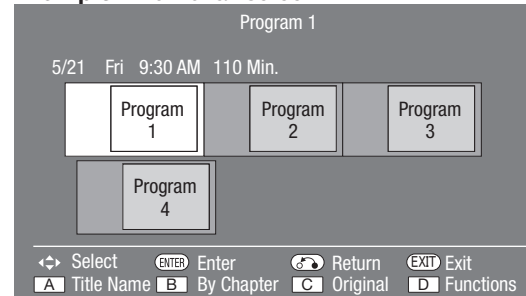 Program 1
5/21 Fri 9:30 AM 110 Min.
Program
1
Program
2
Program
3
Program
4
Select ENTER Enter Return EXIT Exit
A Title Name B By Chapter C Original D Functions